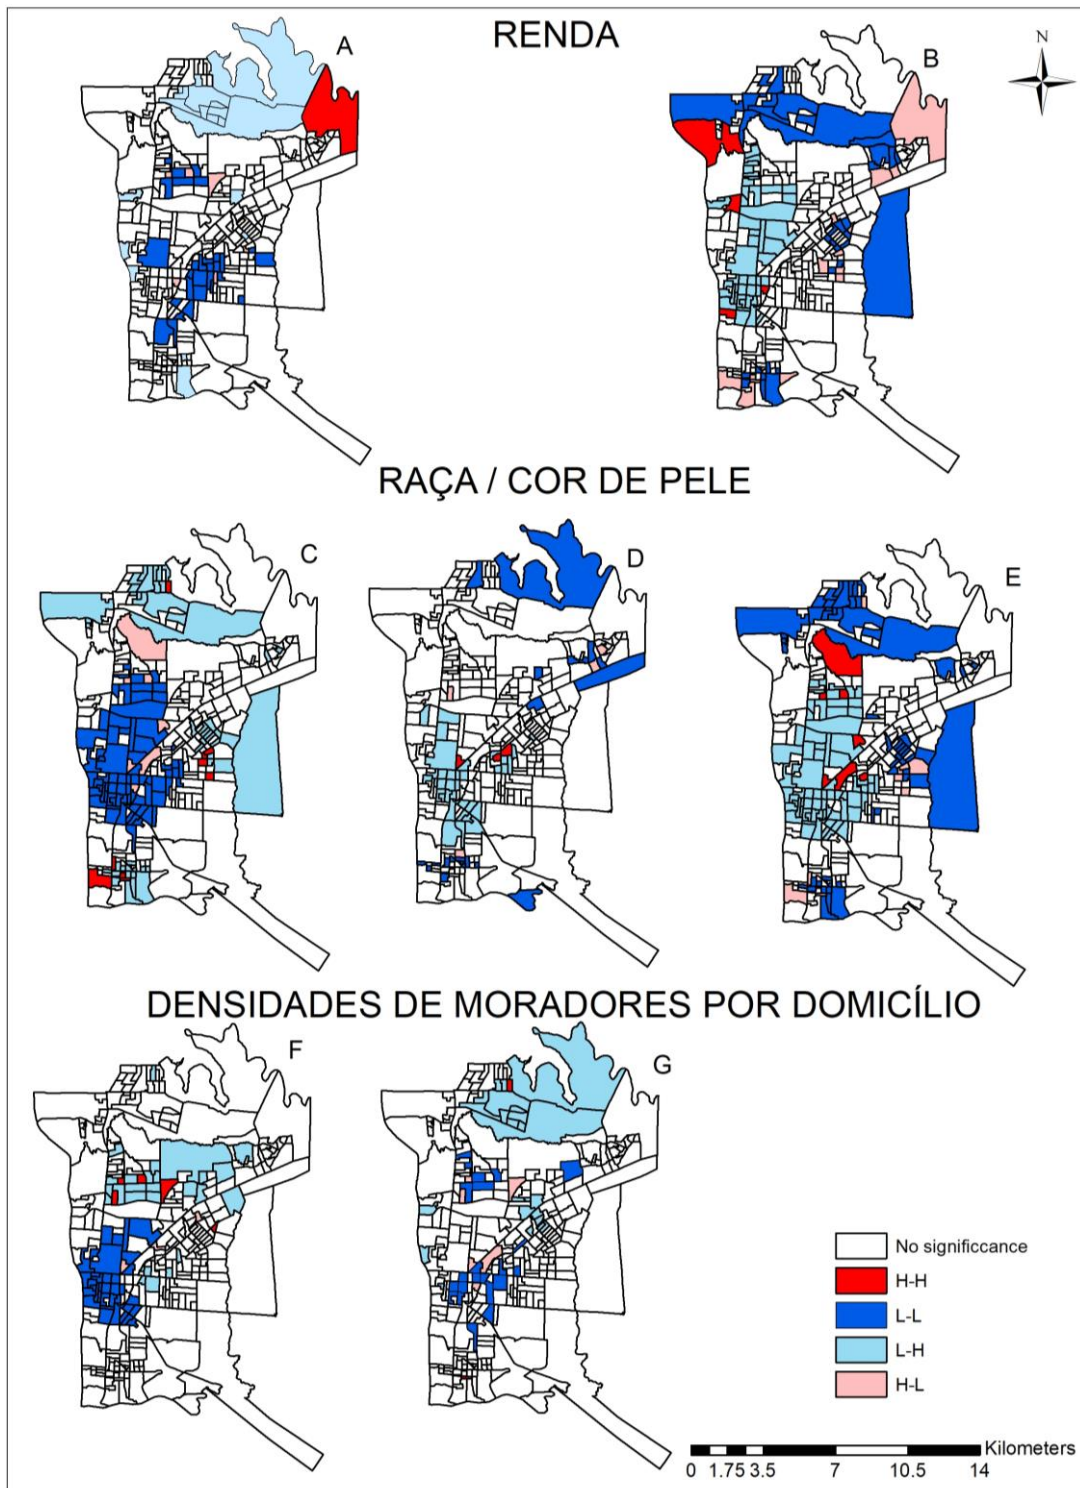 RENDA
A
B
N
RAÇA / COR DE PELE
C
D
E
DENSIDADES DE MORADORES POR DOMICÍLIO
F
G
No significcance
H-H
L-L
L-H
H-L
Kilometers
0 1.75 3.5 7 10.5 14